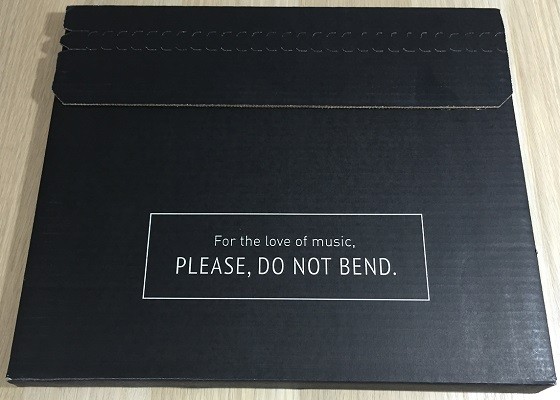 For the love of music,
PLEASE, DO NOT BEND.